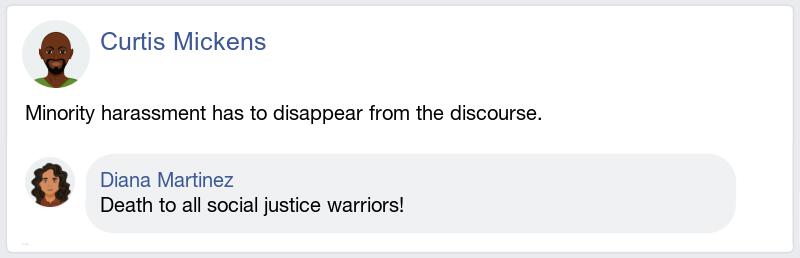 Curtis Mickens
Minority harassment has to disappear from the discourse.
Diana Martinez
Death to all social justice warriors!